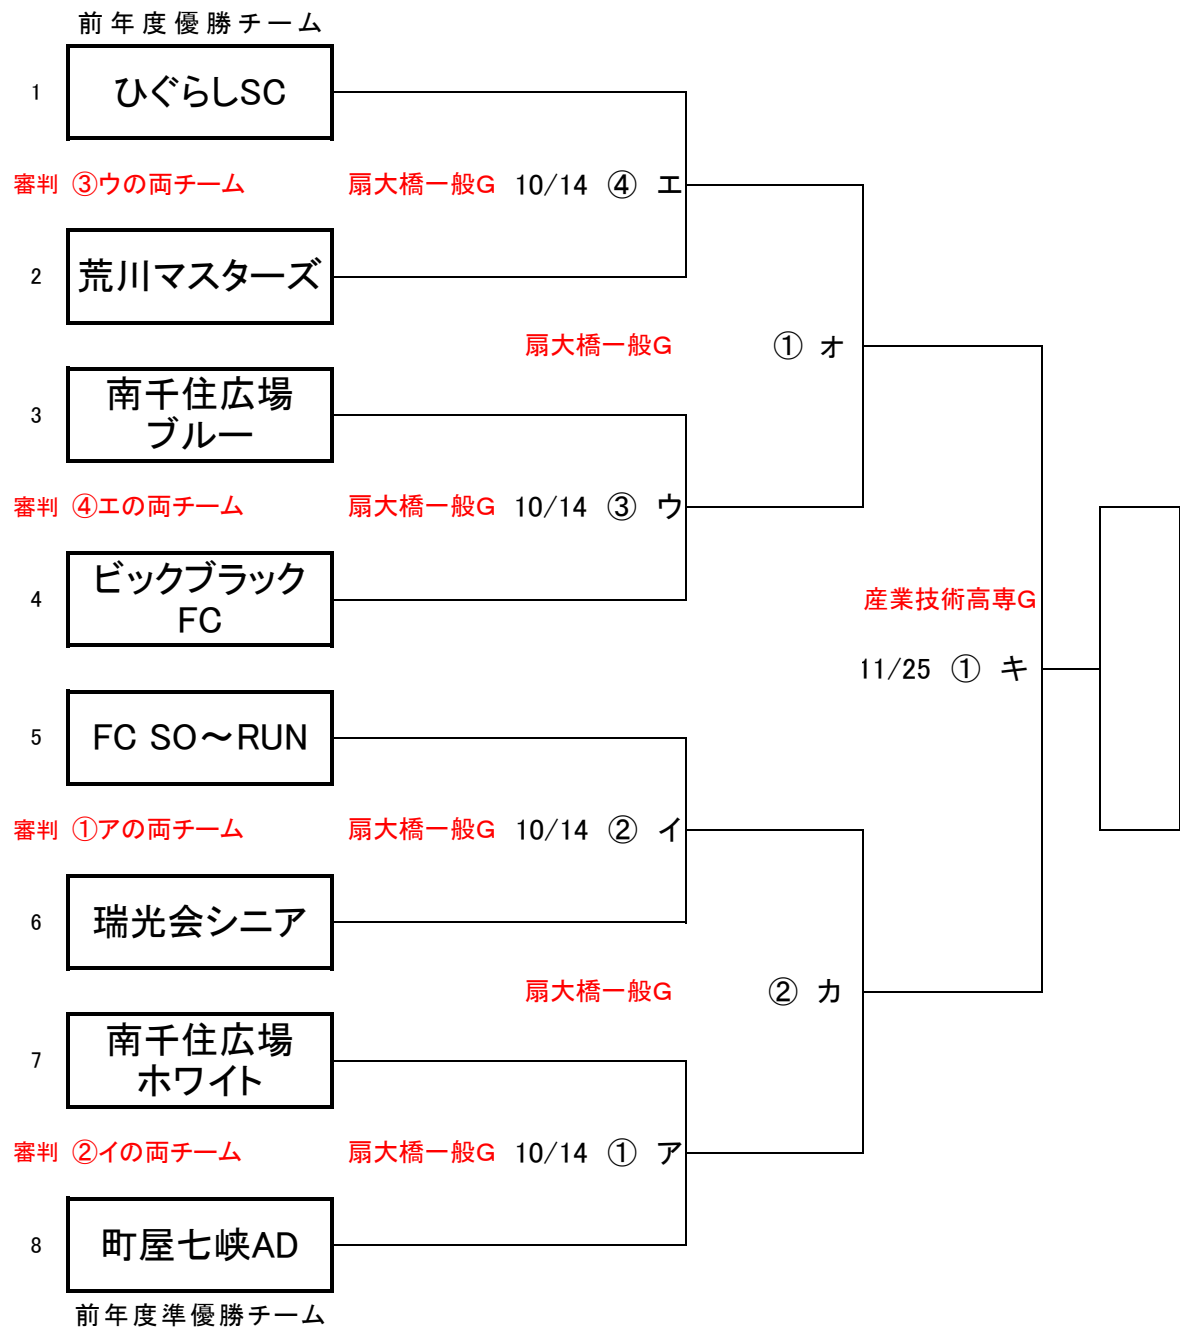 前年度優勝チーム
1 ひぐらしSC
審判 ③ウの両チーム 扇大橋一般G 10/14 ④ エ
2 荒川マスターズ
扇大橋一般G ① オ
3 南千住広場
ブルー
審判 ④エの両チーム 扇大橋一般G 10/14 ③ ウ
4 ビックブラック
FC
産業技術高専G
11/25 ① キ
5 FC SO～RUN
審判 ①アの両チーム 扇大橋一般G 10/14 ② イ
6 瑞光会シニア
扇大橋一般G ② カ
7 南千住広場
ホワイト
審判 ②イの両チーム 扇大橋一般G 10/14 ① ア
8 町屋七峡AD
前年度準優勝チーム